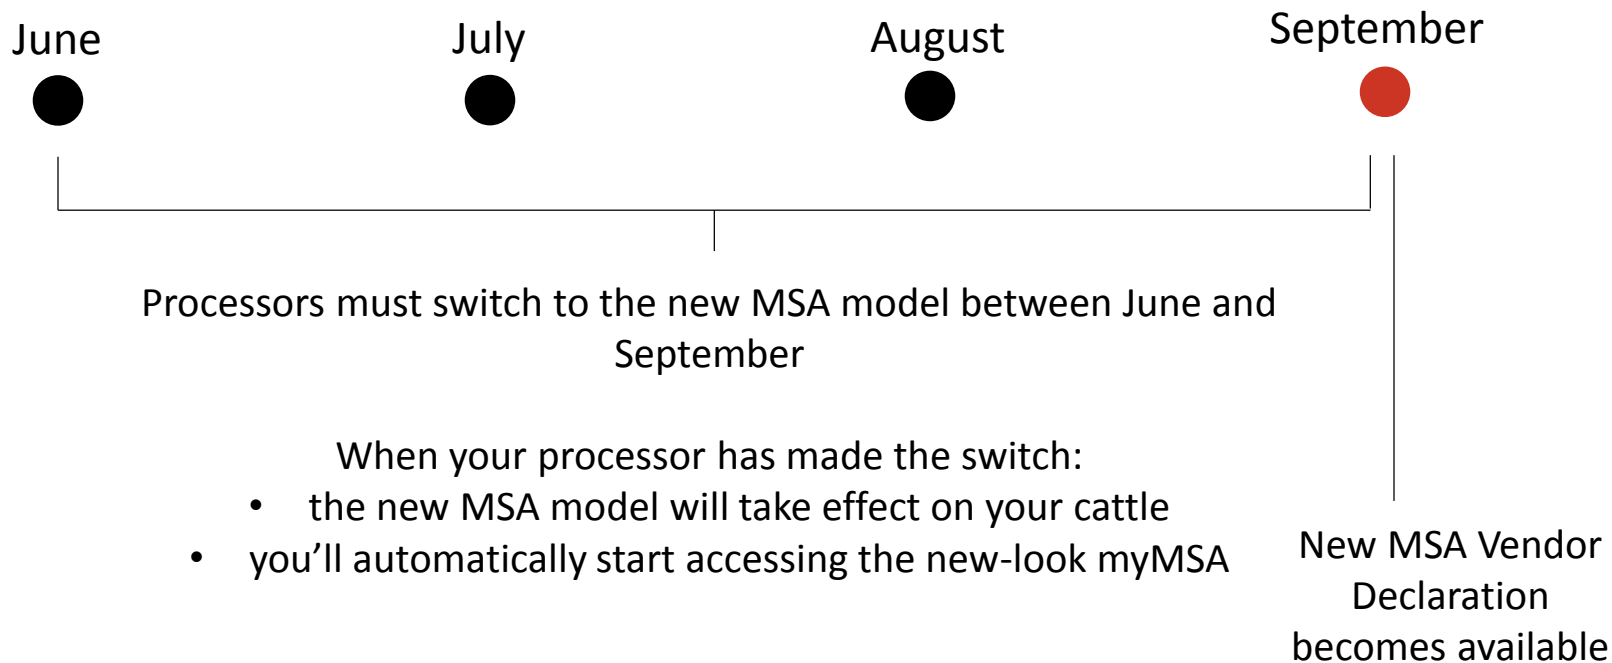 June
July
August
September
Processors must switch to the new MSA model between June and
September
When your processor has made the switch:
• the new MSA model will take effect on your cattle
• you’ll automatically start accessing the new-look myMSA
New MSA Vendor
Declaration
becomes available